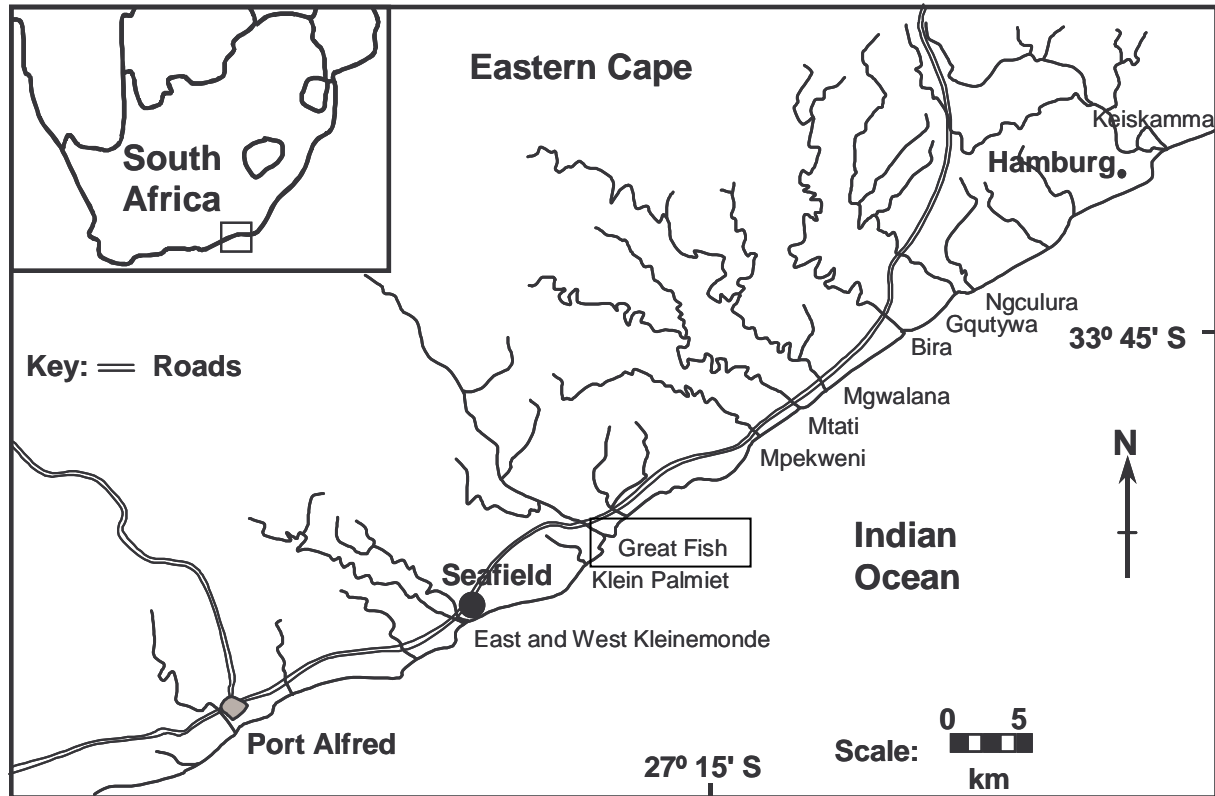 Eastern Cape
South
Africa
Keiskamma
Hamburg
Ngculura
Gqutywa
33º 45' S
Bira
Key:
Roads
Mgwalana
Mtati
Mpekweni
N
Great Fish
Indian
Ocean
Klein Palmiet
Seafield
East and West Kleinemonde
Port Alfred
0 5
Scale:
km
27º 15' S